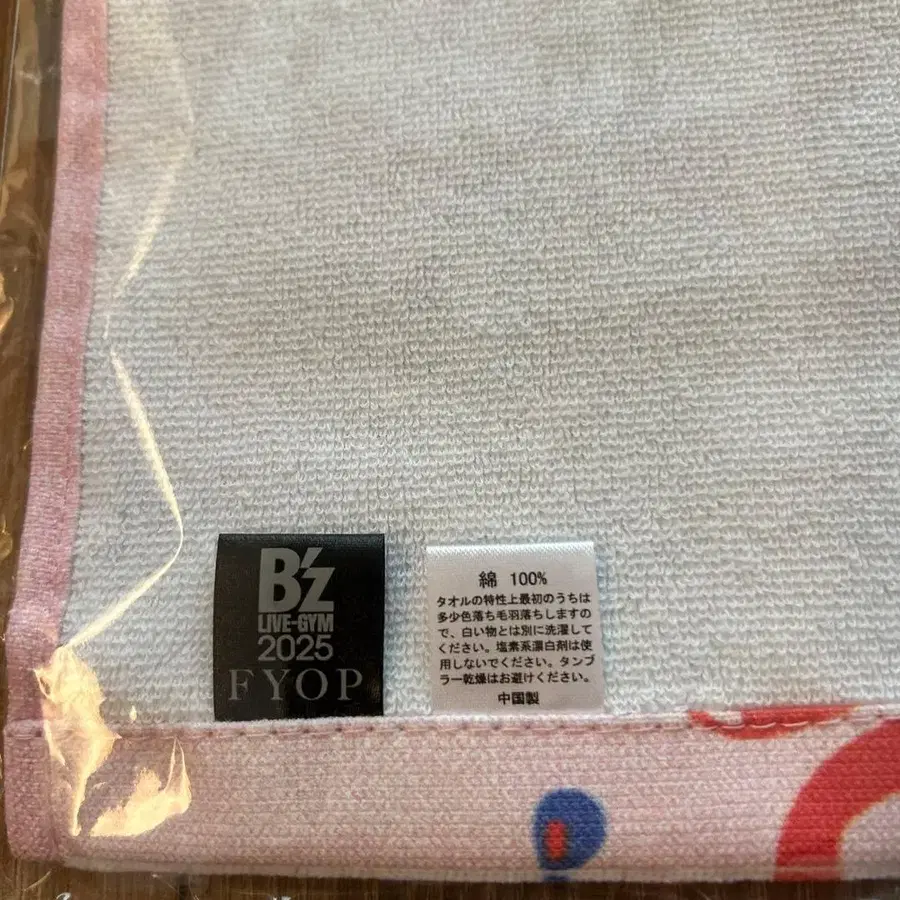 B'z
LIVE-GYM
2025
FYOP
綿 100%
タオルの特性上最初のうちは
多少色落ち毛羽落ちしますの
で、白い物とは別に洗濯して
ください。塩素系漂白剤は使
用しないでください。タンブ
ラー乾燥はお避けください。
中国製